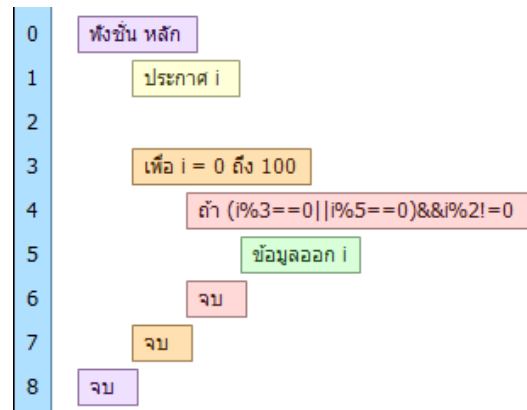 0 ฟังชั่น หลัก
1 ประกาศ i
2
3 เพื่อ i = 0 ถึง 100
4 ถ้า (i%3==0||i%5==0)&&i%2!=0
5 ข้อมูลออก i
6 จบ
7 จบ
8 จบ